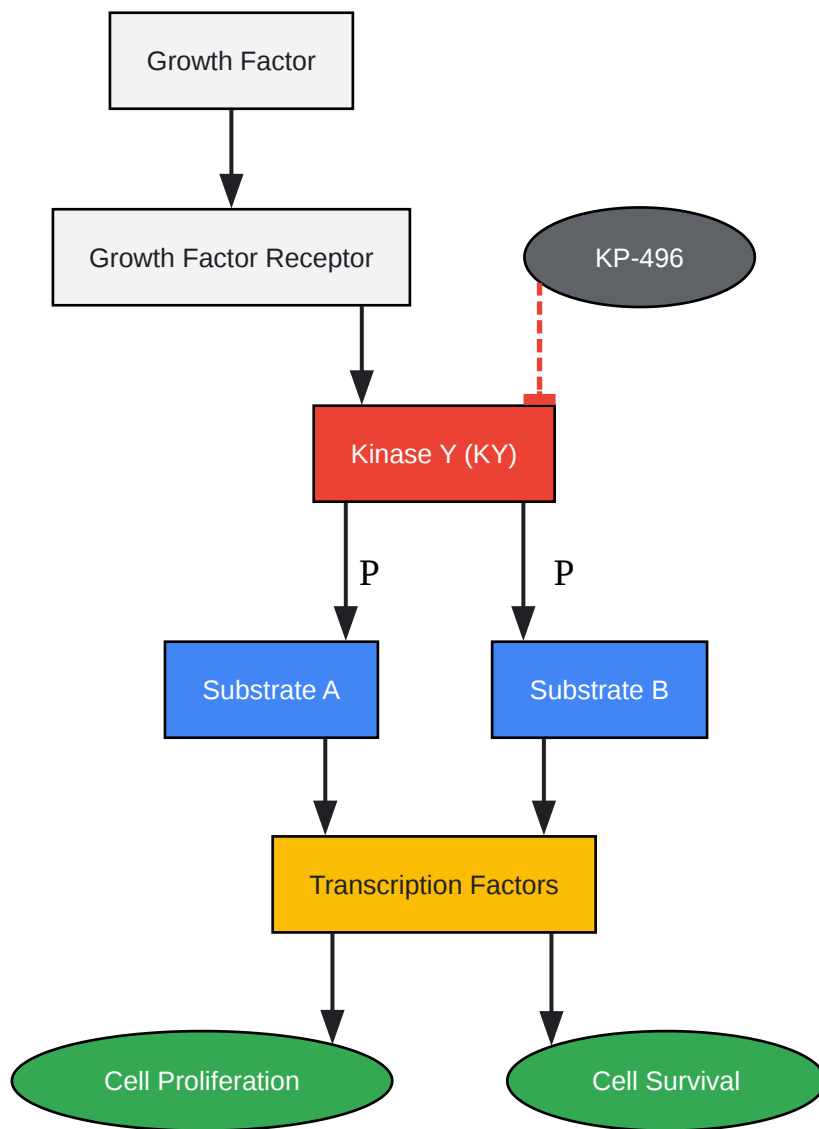 Growth Factor
Growth Factor Receptor
KP-496
Kinase Y (KY)
P
P
Substrate A
Substrate B
Transcription Factors
Cell Proliferation
Cell Survival